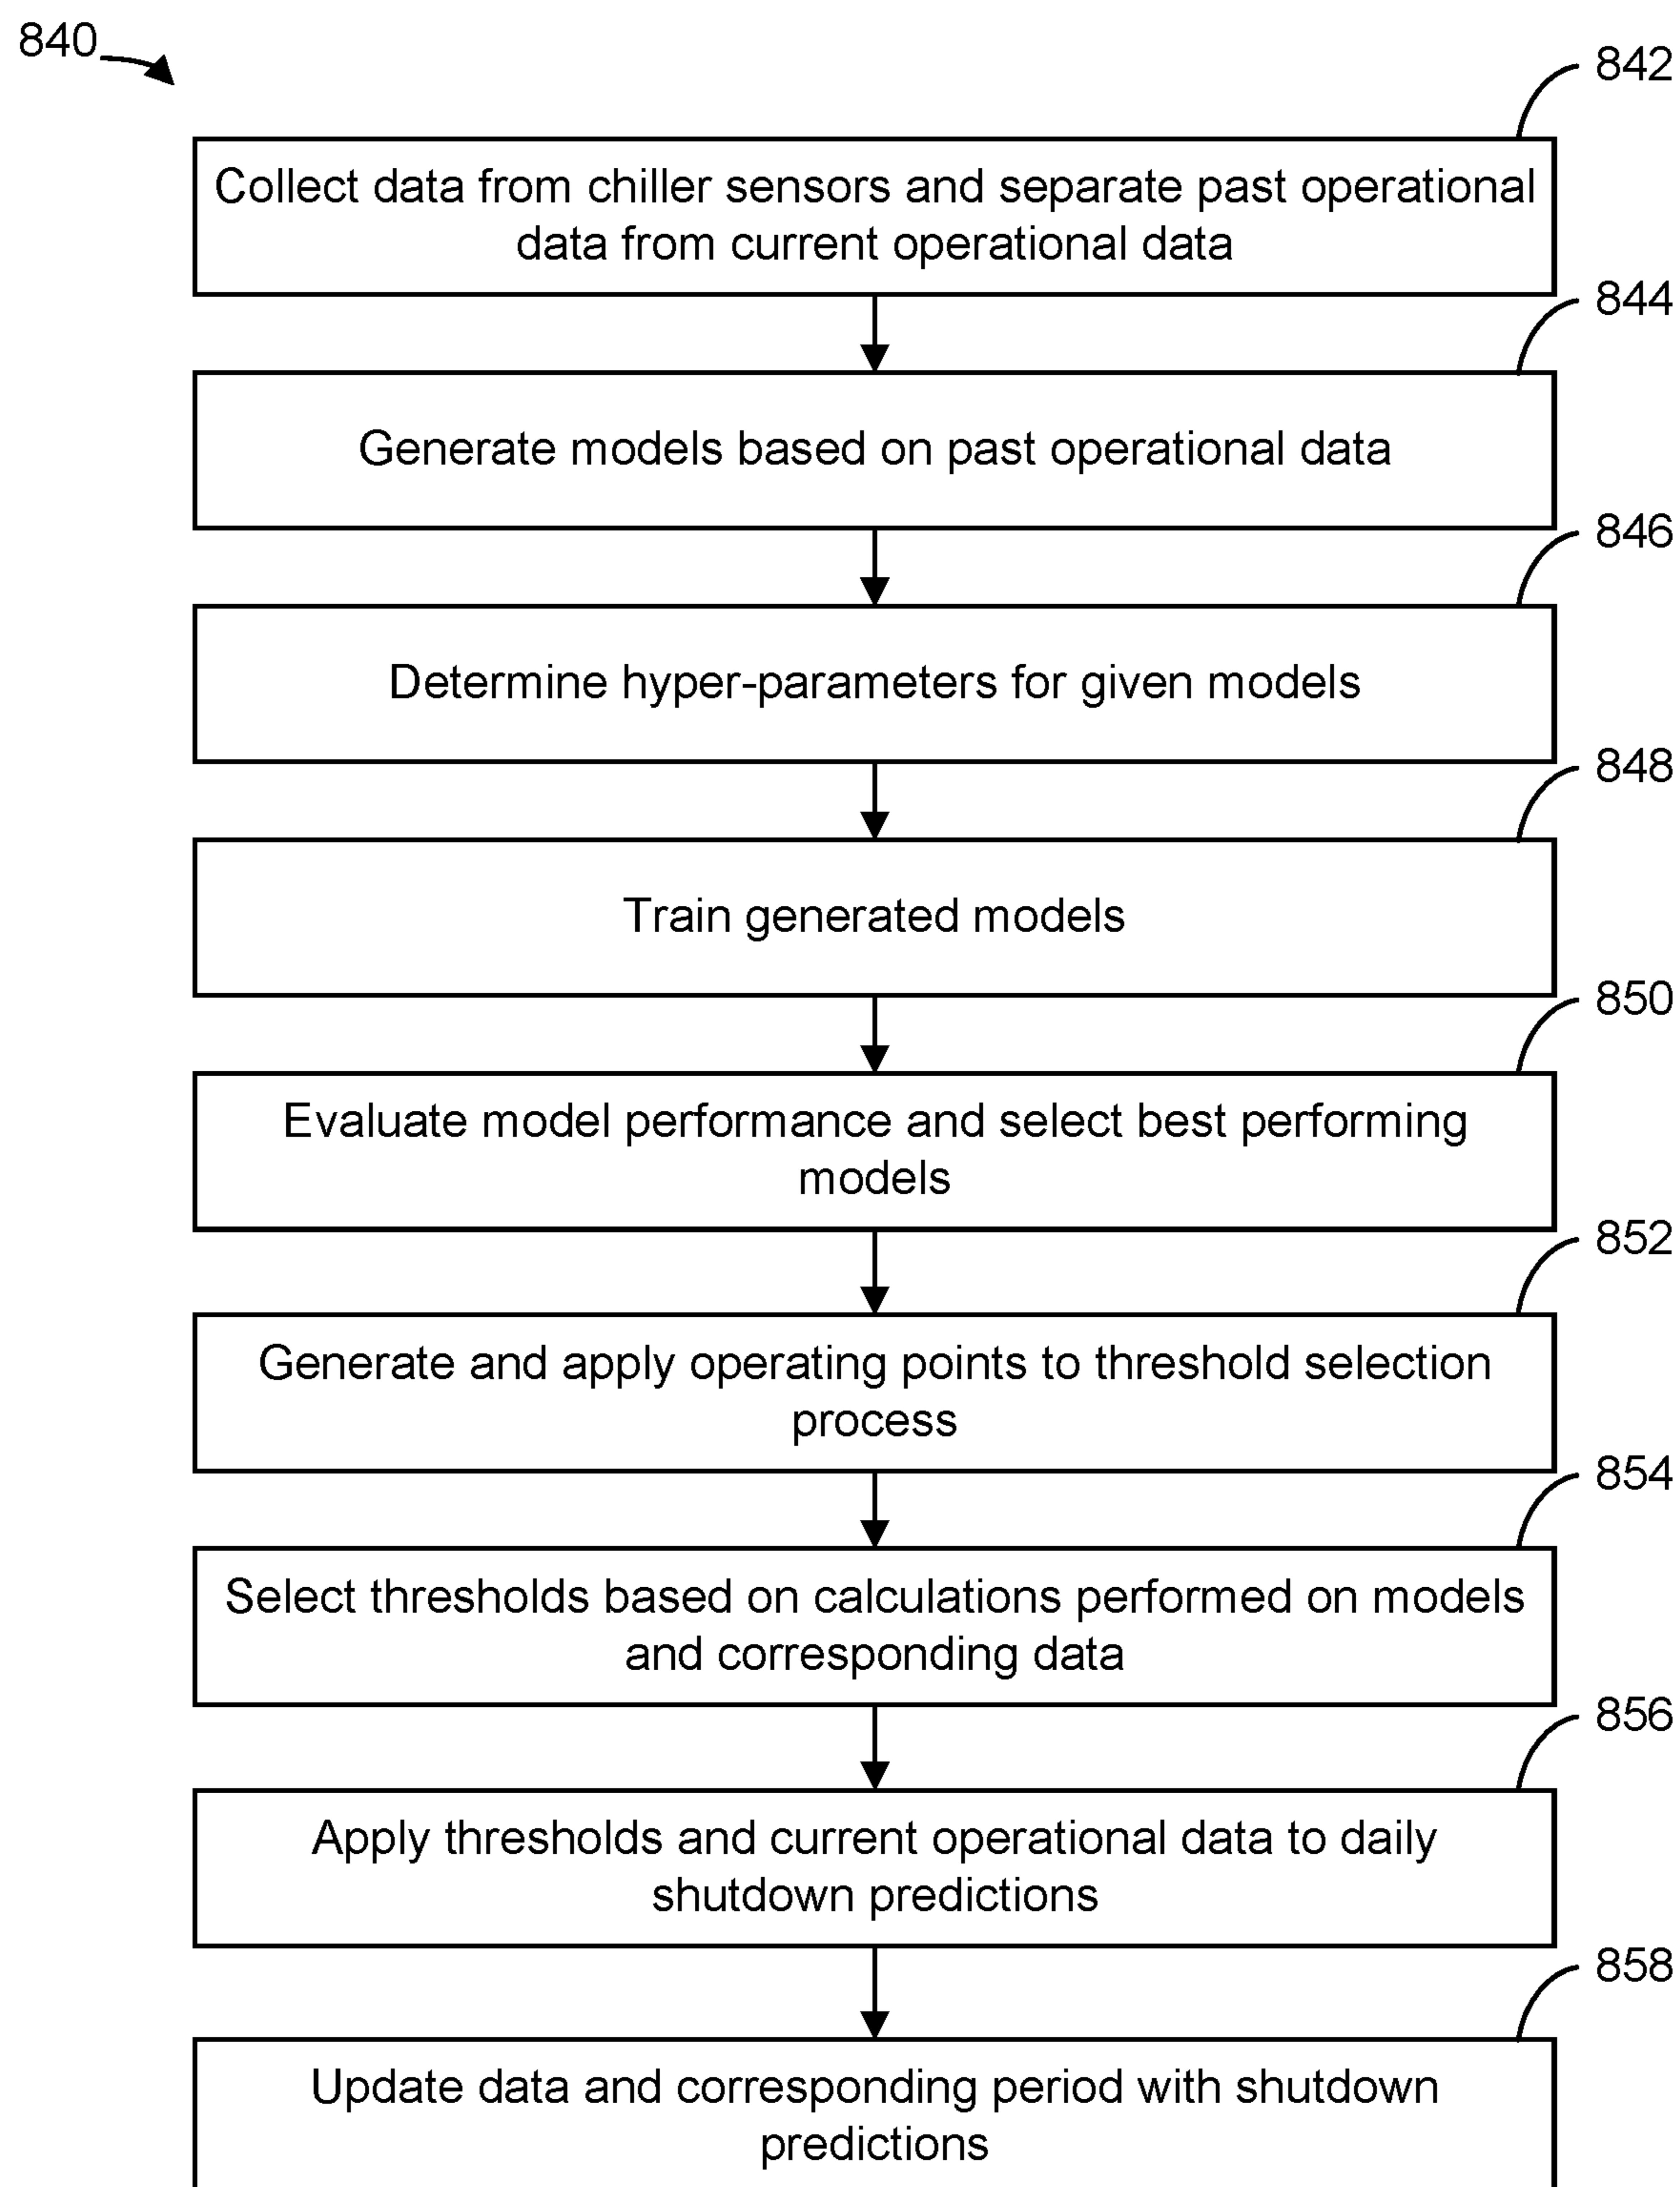 840
842
Collect data from chiller sensors and separate past operational
data from current operational data
844
Generate models based on past operational data
846
Determine hyper-parameters for given models
848
Train generated models
850
Evaluate model performance and select best performing
models
852
Generate and apply operating points to threshold selection
process
854
Select thresholds based on calculations performed on models
and corresponding data
856
Apply thresholds and current operational data to daily
shutdown predictions
858
Update data and corresponding period with shutdown
predictions